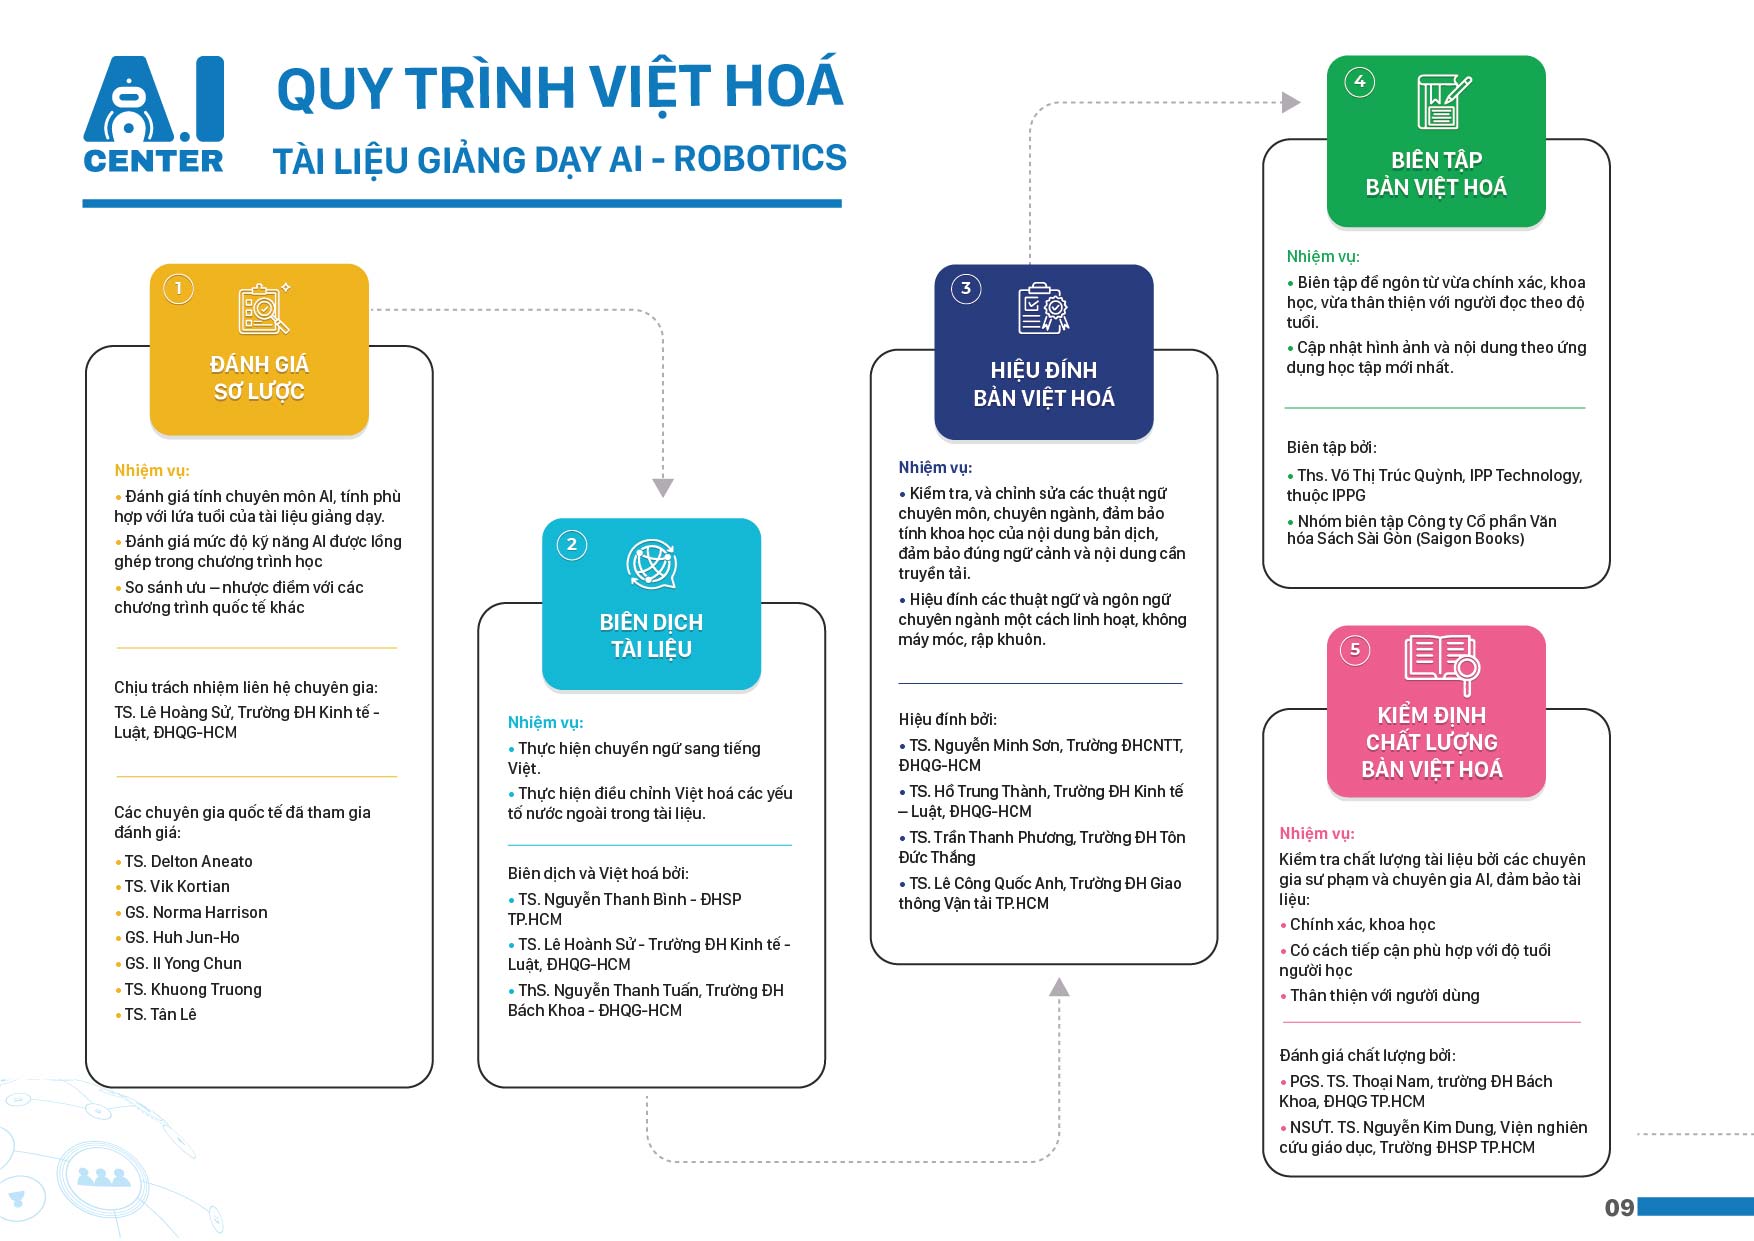 A.I
CENTER
QUY TRÌNH VIỆT HOÁ
TÀI LIỆU GIẢNG DẠY AI - ROBOTICS
1
ĐÁNH GIÁ
SƠ LƯỢC
Nhiệm vụ:
• Đánh giá tính chuyên môn AI, tính phù
hợp với lứa tuổi của tài liệu giảng dạy.
• Đánh giá mức độ kỹ năng AI được lồng
ghép trong chương trình học
• So sánh ưu – nhược điểm với các
chương trình quốc tế khác
Chịu trách nhiệm liên hệ chuyên gia:
TS. Lê Hoàng Sử, Trường ĐH Kinh tế -
Luật, ĐHQG-HCM
Các chuyên gia quốc tế đã tham gia
đánh giá:
• TS. Delton Aneato
• TS. Vik Kortian
• GS. Norma Harrison
• GS. Huh Jun-Ho
• GS. Il Yong Chun
• TS. Khuong Truong
• TS. Tân Lê
2
BIÊN DỊCH
TÀI LIỆU
Nhiệm vụ:
• Thực hiện chuyển ngữ sang tiếng
Việt.
• Thực hiện điều chỉnh Việt hoá các yếu
tố nước ngoài trong tài liệu.
Biên dịch và Việt hoá bởi:
• TS. Nguyễn Thanh Bình - ĐHSP
TP.HCM
• TS. Lê Hoành Sử - Trường ĐH Kinh tế -
Luật, ĐHQG-HCM
• ThS. Nguyễn Thanh Tuấn, Trường ĐH
Bách Khoa - ĐHQG-HCM
3
HIỆU ĐÍNH
BẢN VIỆT HOÁ
Nhiệm vụ:
• Kiểm tra, và chỉnh sửa các thuật ngữ
chuyên môn, chuyên ngành, đảm bảo
tính khoa học của nội dung bản dịch,
đảm bảo đúng ngữ cảnh và nội dung cần
truyền tải.
• Hiệu đính các thuật ngữ và ngôn ngữ
chuyên ngành một cách linh hoạt, không
máy móc, rập khuôn.
Hiệu đính bởi:
• TS. Nguyễn Minh Sơn, Trường ĐHCNTT,
ĐHQG-HCM
• TS. Hồ Trung Thành, Trường ĐH Kinh tế
– Luật, ĐHQG-HCM
• TS. Trần Thanh Phương, Trường ĐH Tôn
Đức Thắng
• TS. Lê Công Quốc Anh, Trường ĐH Giao
thông Vận tải TP.HCM
4
BIÊN TẬP
BẢN VIỆT HOÁ
Nhiệm vụ:
• Biên tập để ngôn từ vừa chính xác, khoa
học, vừa thân thiện với người đọc theo độ
tuổi.
• Cập nhật hình ảnh và nội dung theo ứng
dụng học tập mới nhất.
Biên tập bởi:
• Ths. Võ Thị Trúc Quỳnh, IPP Technology,
thuộc IPPG
• Nhóm biên tập Công ty Cổ phần Văn
hóa Sách Sài Gòn (Saigon Books)
5
KIỂM ĐỊNH
CHẤT LƯỢNG
BẢN VIỆT HOÁ
Nhiệm vụ:
Kiểm tra chất lượng tài liệu bởi các chuyên
gia sư phạm và chuyên gia AI, đảm bảo tài
liệu:
• Chính xác, khoa học
• Có cách tiếp cận phù hợp với độ tuổi
người học
• Thân thiện với người dùng
Đánh giá chất lượng bởi:
• PGS. TS. Thoại Nam, trường ĐH Bách
Khoa, ĐHQG TP.HCM
• NSƯT. TS. Nguyễn Kim Dung, Viện nghiên
cứu giáo dục, Trường ĐHSP TP.HCM
09